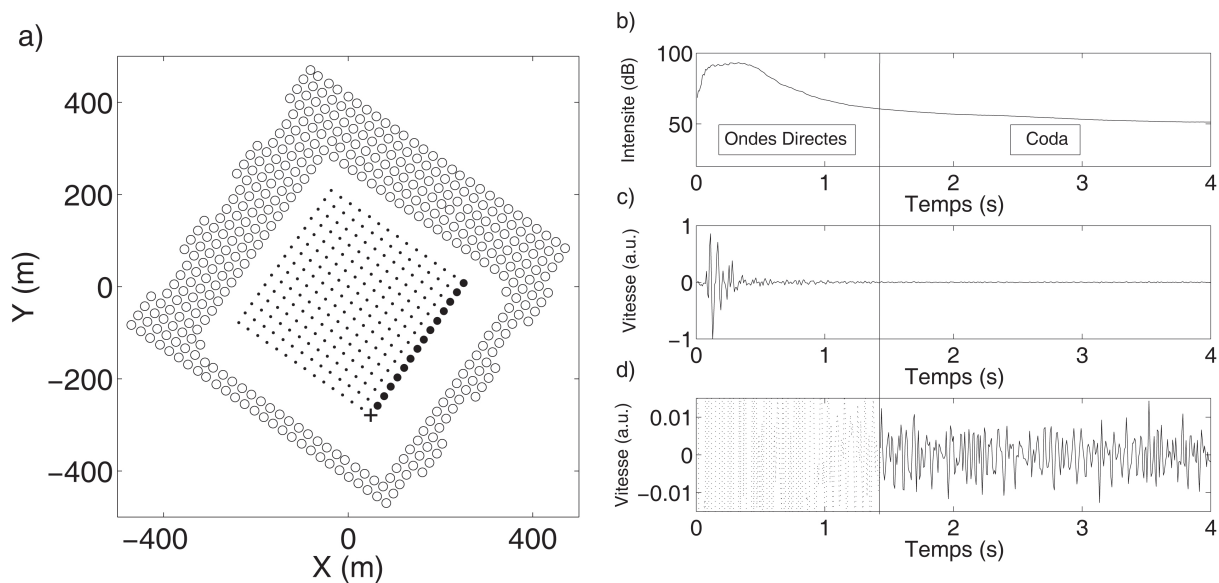 a)
Y (m)
400
200
0
−200
−400
−400 0 400
X (m)
b)
Intensite (dB)
100
50
Ondes Directes
Coda
0 1 2 3 4
Temps (s)
c)
Vitesse (a.u.)
1
0
−1
0 1 2 3 4
Temps (s)
d)
Vitesse (a.u.)
0.01
0
−0.01
0 1 2 3 4
Temps (s)